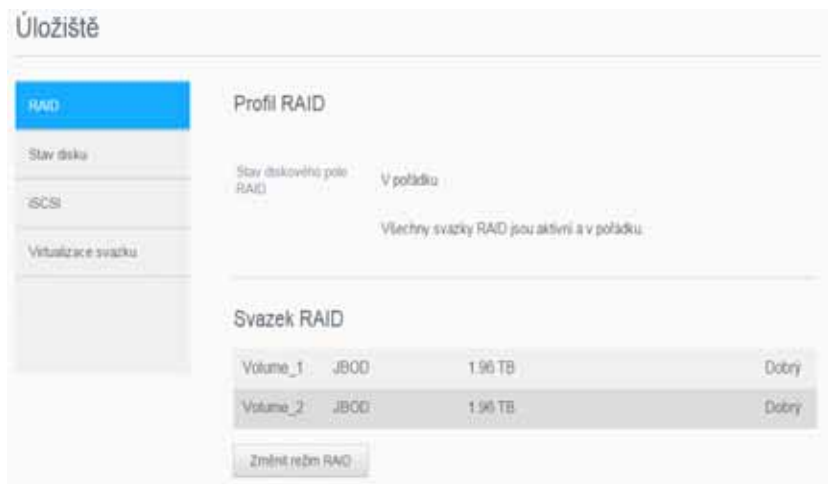 Úložiště
RAID
Stav disku
iSCSI
Virtualizace svazku
Profil RAID
Stav diskového pole
RAID
V pořádku
Všechny svazky RAID jsou aktivní a v pořádku.
Svazek RAID
Volume_1 JBOD 1.96 TB Dobrý
Volume_2 JBOD 1.96 TB Dobrý
Změnit režim RAID